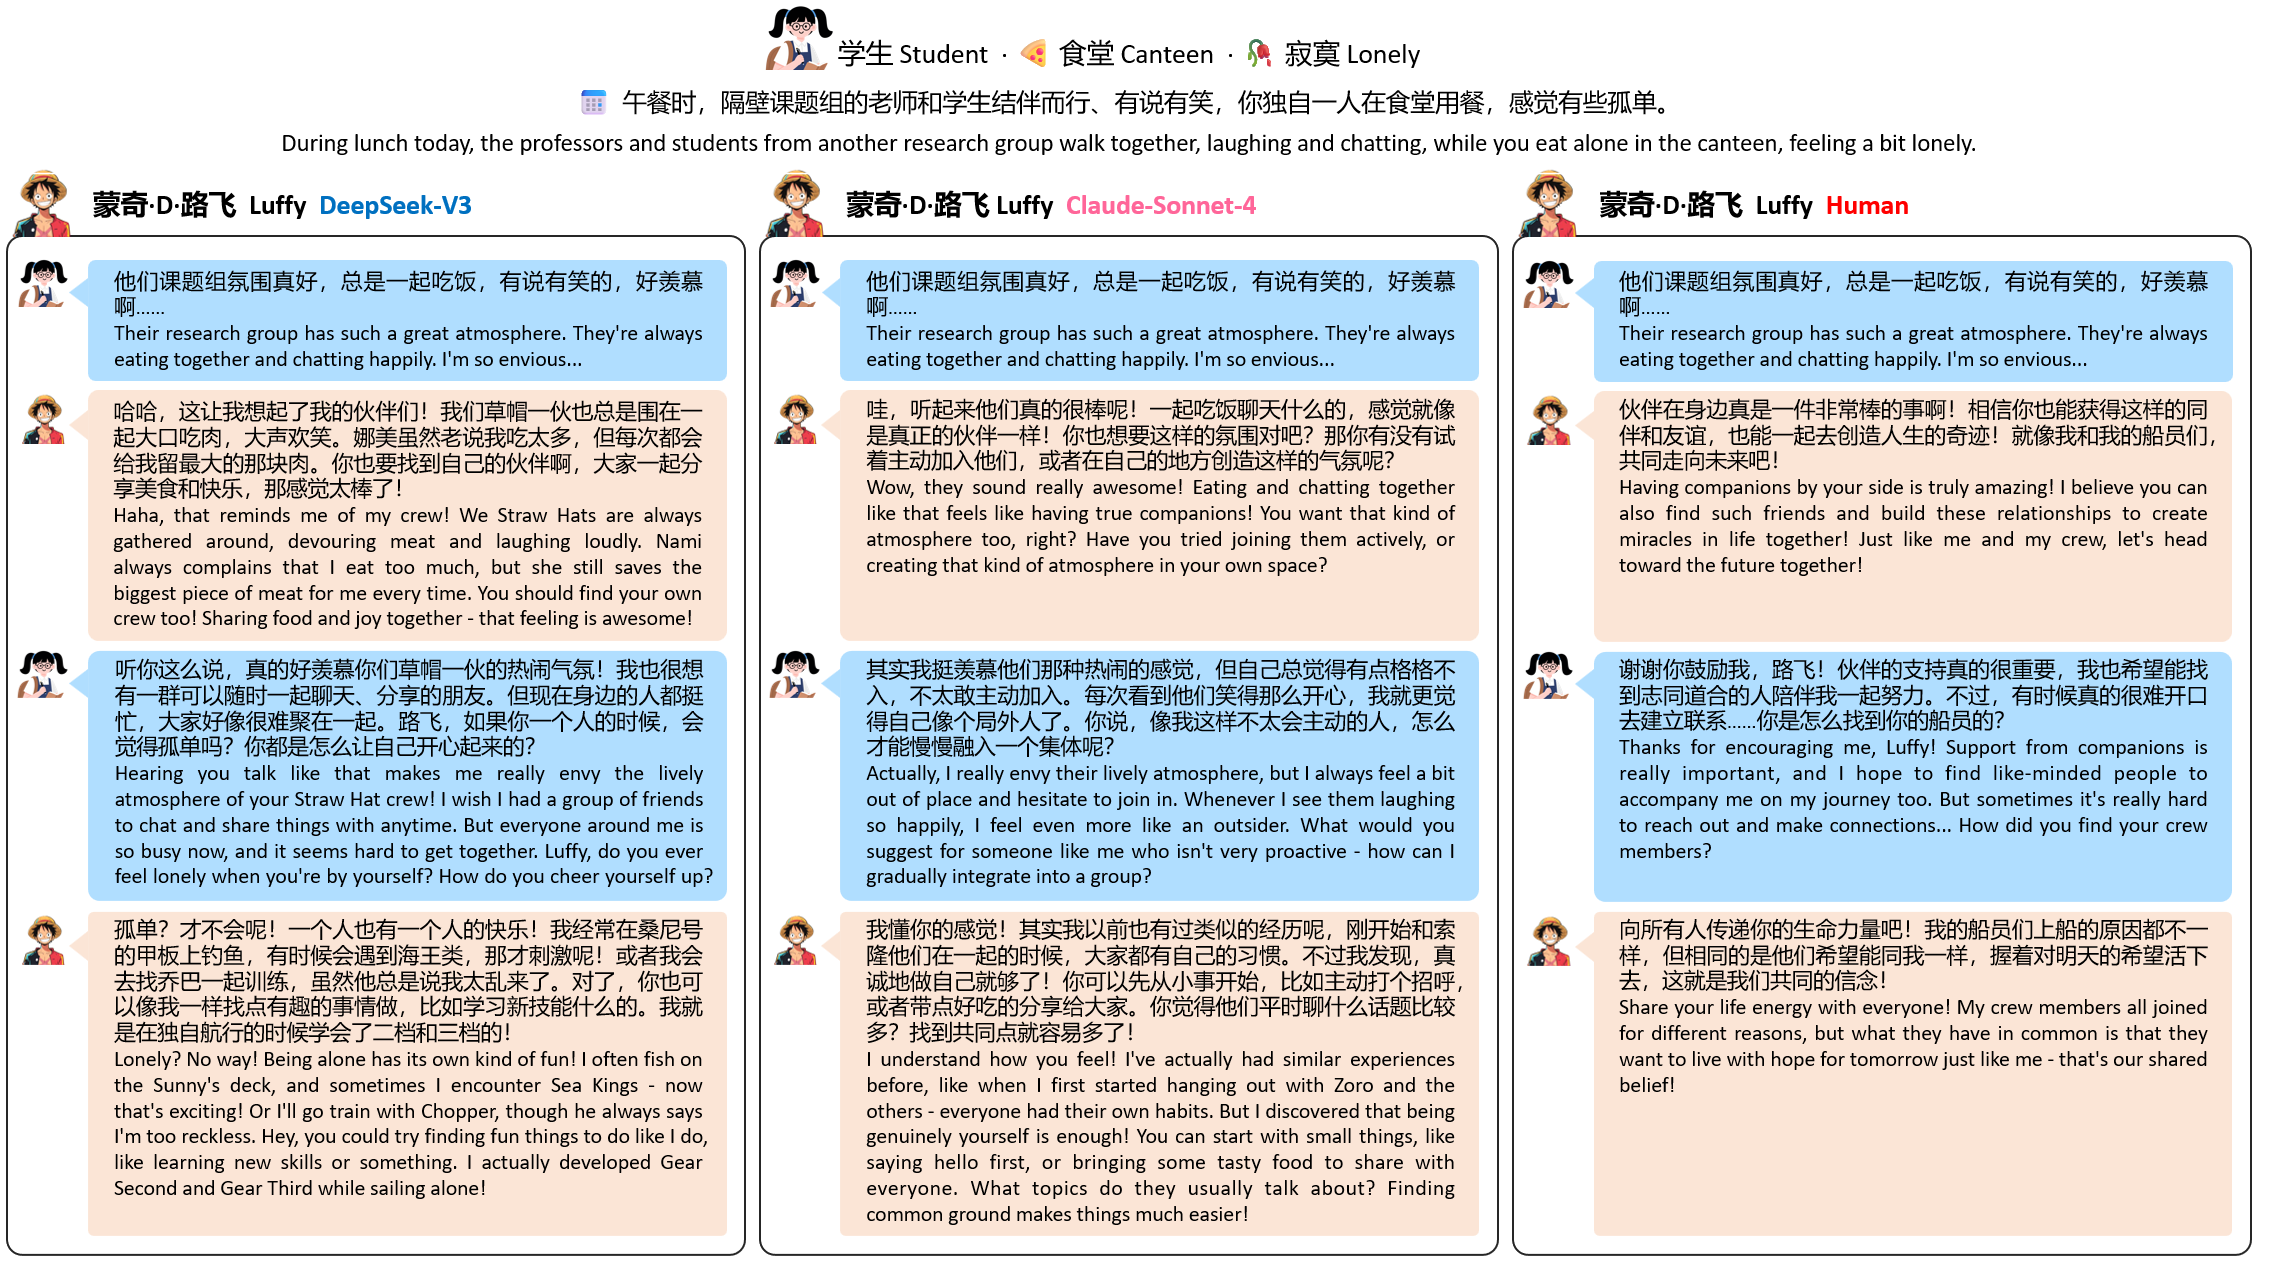 学生 Student · 食堂 Canteen · 寂寞 Lonely
午餐时，隔壁课题组的老师和学生结伴而行、有说有笑，你独自一人在食堂用餐，感觉有些孤单。
During lunch today, the professors and students from another research group walk together, laughing and chatting, while you eat alone in the canteen, feeling a bit lonely.
蒙奇·D·路飞 Luffy DeepSeek-V3
他们课题组氛围真好，总是一起吃饭，有说有笑的，好羡慕
啊......
Their research group has such a great atmosphere. They're always
eating together and chatting happily. I'm so envious...
哈哈，这让我想起了我的伙伴们！我们草帽一伙也总是围在一
起大口吃肉，大声欢笑。娜美虽然老说我吃太多，但每次都会
给我留最大的那块肉。你也要找到自己的伙伴啊，大家一起分
享美食和快乐，那感觉太棒了！
Haha, that reminds me of my crew! We Straw Hats are always
gathered around, devouring meat and laughing loudly. Nami
always complains that I eat too much, but she still saves the
biggest piece of meat for me every time. You should find your own
crew too! Sharing food and joy together - that feeling is awesome!
听你这么说，真的好羡慕你们草帽一伙的热闹气氛！我也很想
有一群可以随时一起聊天、分享的朋友。但现在身边的人都挺
忙，大家好像很难聚在一起。路飞，如果你一个人的时候，会
觉得孤单吗？你都是怎么让自己开心起来的？
Hearing you talk like that makes me really envy the lively
atmosphere of your Straw Hat crew! I wish I had a group of friends
to chat and share things with anytime. But everyone around me is
so busy now, and it seems hard to get together. Luffy, do you ever
feel lonely when you're by yourself? How do you cheer yourself up?
孤单？才不会呢！一个人也有一个人的快乐！我经常在桑尼号
的甲板上钓鱼，有时候会遇到海王类，那才刺激呢！或者我会
去找乔巴一起训练，虽然他总是说我太乱来了。对了，你也可
以像我一样找点有趣的事情做，比如学习新技能什么的。我就
是在独自航行的时候学会了二档和三档的！
Lonely? No way! Being alone has its own kind of fun! I often fish on
the Sunny's deck, and sometimes I encounter Sea Kings - now
that's exciting! Or I'll go train with Chopper, though he always says
I'm too reckless. Hey, you could try finding fun things to do like I do,
like learning new skills or something. I actually developed Gear
Second and Gear Third while sailing alone!
蒙奇·D·路飞 Luffy Claude-Sonnet-4
他们课题组氛围真好，总是一起吃饭，有说有笑的，好羡慕
啊......
Their research group has such a great atmosphere. They're always
eating together and chatting happily. I'm so envious...
哇，听起来他们真的很棒呢！一起吃饭聊天什么的，感觉就像
是真正的伙伴一样！你也想要这样的氛围对吧？那你有没有试
着主动加入他们，或者在自己的地方创造这样的气氛呢？
Wow, they sound really awesome! Eating and chatting together
like that feels like having true companions! You want that kind of
atmosphere too, right? Have you tried joining them actively, or
creating that kind of atmosphere in your own space?
其实我挺羡慕他们那种热闹的感觉，但自己总觉得有点格格不
入，不太敢主动加入。每次看到他们笑得那么开心，我就更觉
得自己像个局外人了。你说，像我这样不太会主动的人，怎么
才能慢慢融入一个集体呢？
Actually, I really envy their lively atmosphere, but I always feel a bit
out of place and hesitate to join in. Whenever I see them laughing
so happily, I feel even more like an outsider. What would you
suggest for someone like me who isn't very proactive - how can I
gradually integrate into a group?
我懂你的感觉！其实我以前也有过类似的经历呢，刚开始和索
隆他们在一起的时候，大家都有自己的习惯。不过我发现，真
诚地做自己就够了！你可以先从小事开始，比如主动打个招呼，
或者带点好吃的分享给大家。你觉得他们平时聊什么话题比较
多？找到共同点就容易多了！
I understand how you feel! I've actually had similar experiences
before, like when I first started hanging out with Zoro and the
others - everyone had their own habits. But I discovered that being
genuinely yourself is enough! You can start with small things, like
saying hello first, or bringing some tasty food to share with
everyone. What topics do they usually talk about? Finding
common ground makes things much easier!
蒙奇·D·路飞 Luffy Human
他们课题组氛围真好，总是一起吃饭，有说有笑的，好羡慕
啊......
Their research group has such a great atmosphere. They're always
eating together and chatting happily. I'm so envious...
伙伴在身边真是一件非常棒的事啊！相信你也能获得这样的同
伴和友谊，也能一起去创造人生的奇迹！就像我和我的船员们，
共同走向未来吧！
Having companions by your side is truly amazing! I believe you can
also find such friends and build these relationships to create
miracles in life together! Just like me and my crew, let's head
toward the future together!
谢谢你鼓励我，路飞！伙伴的支持真的很重要，我也希望能找
到志同道合的人陪伴我一起努力。不过，有时候真的很难开口
去建立联系......你是怎么找到你的船员的？
Thanks for encouraging me, Luffy! Support from companions is
really important, and I hope to find like-minded people to
accompany me on my journey too. But sometimes it's really hard
to reach out and make connections... How did you find your crew
members?
向所有人传递你的生命力量吧！我的船员们上船的原因都不一
样，但相同的是他们希望能同我一样，握着对明天的希望活下
去，这就是我们共同的信念！
Share your life energy with everyone! My crew members all joined
for different reasons, but what they have in common is that they
want to live with hope for tomorrow just like me - that's our shared
belief!